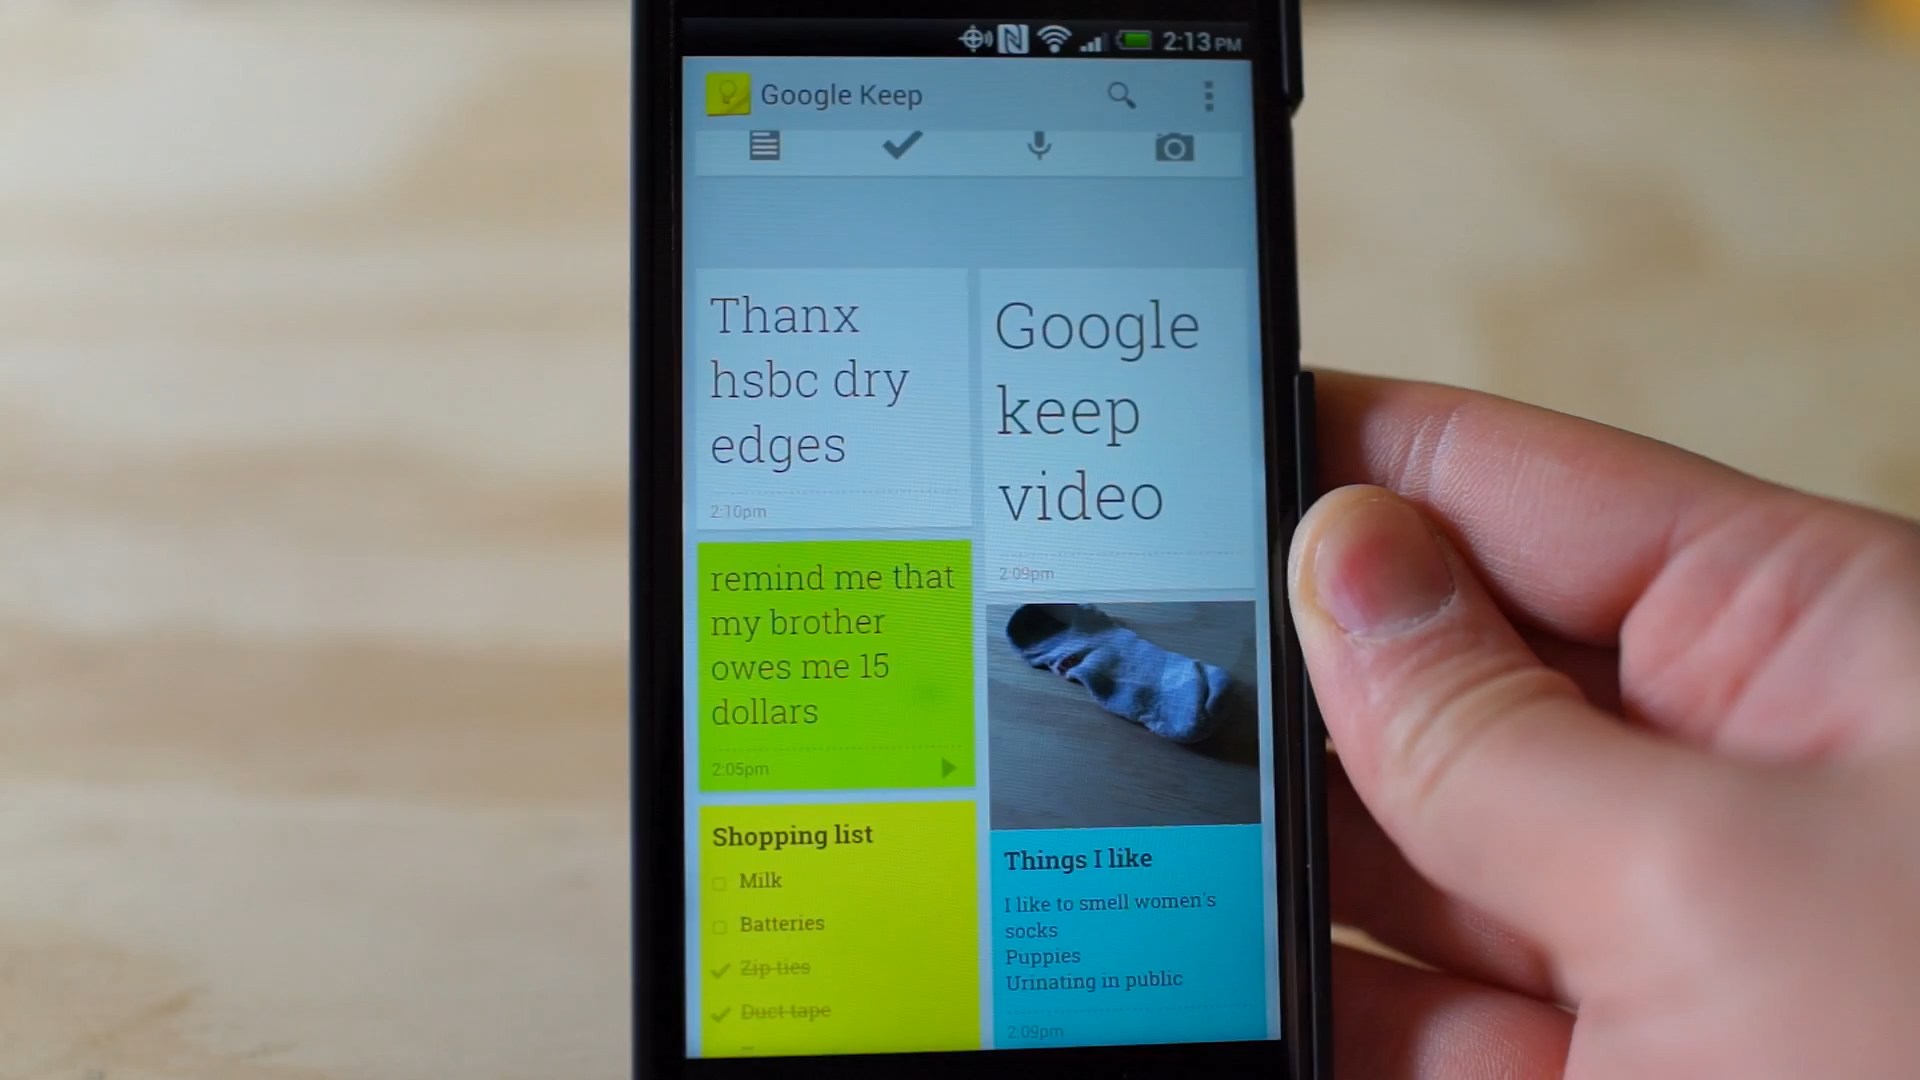 2:13 PM
Google Keep
Thanx
hsbc dry
edges
2:10pm
Google
keep
video
2:09pm
remind me that
my brother
owes me 15
dollars
2:05pm
Shopping list
Milk
Batteries
Zip ties
Duct tape
Things I like
I like to smell women's
socks
Puppies
Urinating in public
2:09pm